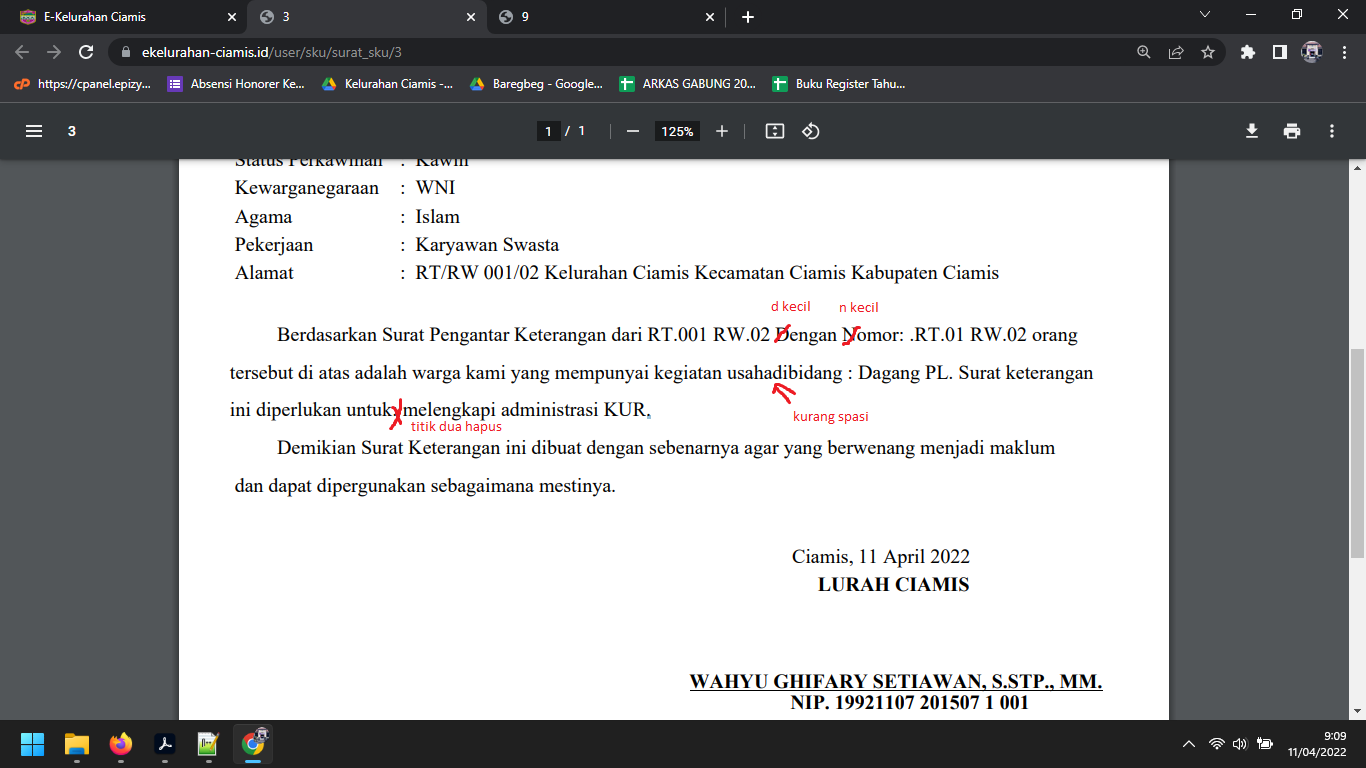 E-Kelurahan Ciamis
3
9
ekelurahan-ciamis.id/user/sku/surat_sku/3
https://cpanel.epizy...
Absensi Honorer Ke...
Kelurahan Ciamis -...
Baregbeg - Google...
ARKAS GABUNG 20...
Buku Register Tahu...
3
1 / 1
125%
Status Perkawinan : Kawin
Kewarganegaraan : WNI
Agama : Islam
Pekerjaan : Karyawan Swasta
Alamat : RT/RW 001/02 Kelurahan Ciamis Kecamatan Ciamis Kabupaten Ciamis
d kecil n kecil
Berdasarkan Surat Pengantar Keterangan dari RT.001 RW.02 Dengan Nomor: .RT.01 RW.02 orang
tersebut di atas adalah warga kami yang mempunyai kegiatan usahadibidang : Dagang PL. Surat keterangan
ini diperlukan untuk: melengkapi administrasi KUR.
kurang spasi
titik dua hapus
Demikian Surat Keterangan ini dibuat dengan sebenarnya agar yang berwenang menjadi maklum
dan dapat dipergunakan sebagaimana mestinya.
Ciamis, 11 April 2022
LURAH CIAMIS
WAHYU GHIFARY SETIAWAN, S.STP., MM.
NIP. 19921107 201507 1 001
9:09
11/04/2022